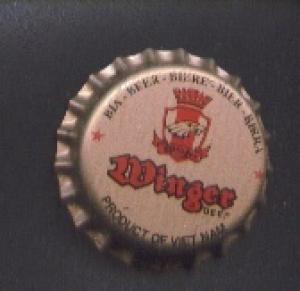 BIA - BEER - BIERE - BIER - BIRRA
Winger
BEER
PRODUCT OF VIET NAM